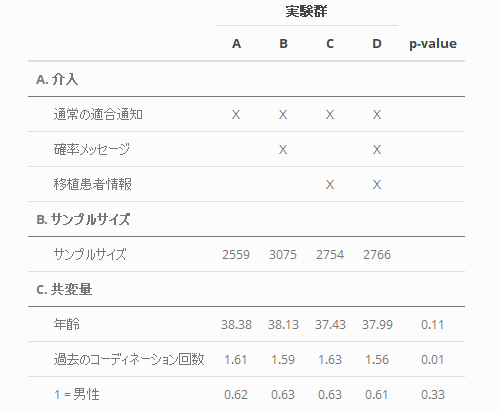 実験群
A B C D p-value
A. 介入
通常の適合通知 X X X X
確率メッセージ X X
移植患者情報 X X
B. サンプルサイズ
サンプルサイズ 2559 3075 2754 2766
C. 共変量
年齢 38.38 38.13 37.43 37.99 0.11
過去のコーディネーション回数 1.61 1.59 1.63 1.56 0.01
1 = 男性 0.62 0.63 0.63 0.61 0.33